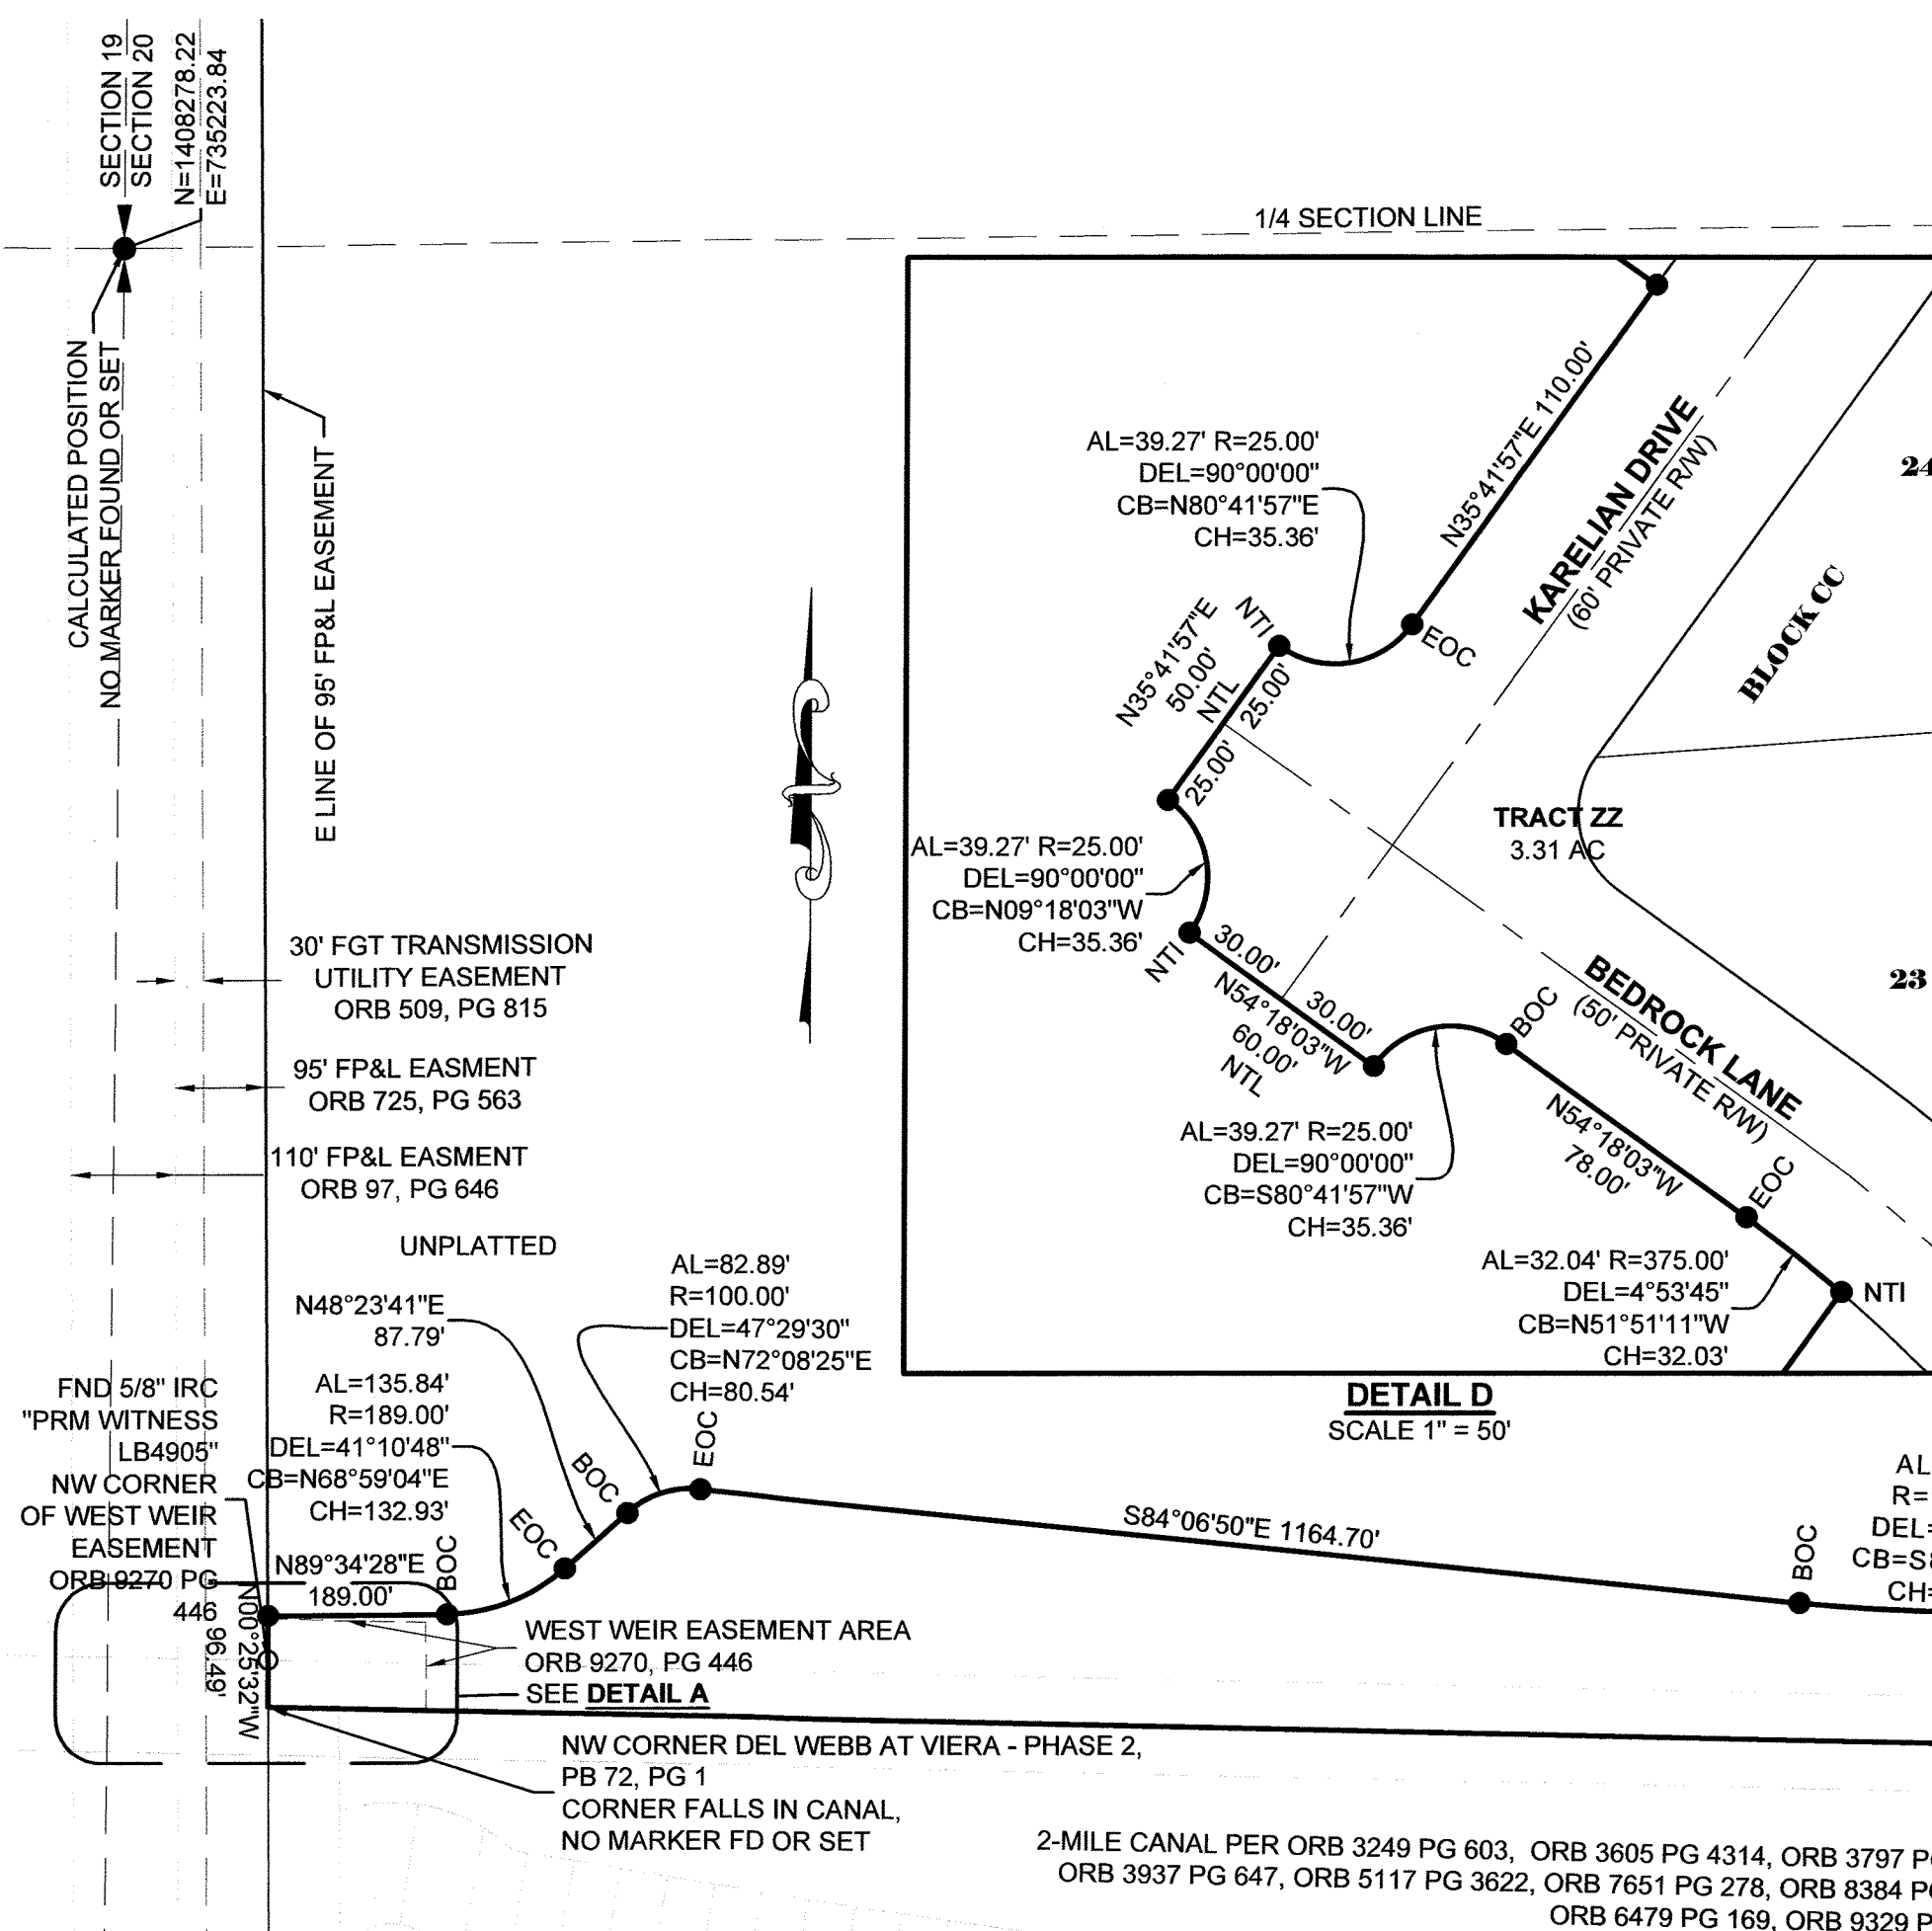 SECTION 19
SECTION 20
N=1408278.22
E=735223.84
CALCULATED POSITION
NO MARKER FOUND OR SET
E LINE OF 95' FP&L EASEMENT
1/4 SECTION LINE
N35°41'57"E 110.00'
KARELIAN DRIVE
(60' PRIVATE R/W)
24
BLOCK CC
AL=39.27' R=25.00'
DEL=90°00'00"
CB=N80°41'57"E
CH=35.36'
NTI
EOC
N35°41'57"E
50.00'
NTL
25.00'
25.00'
TRACT ZZ
3.31 AC
AL=39.27' R=25.00'
DEL=90°00'00"
CB=N09°18'03"W
CH=35.36'
NTI
30.00'
30.00'
N54°18'03"W
60.00'
NTL
BOC
BEDROCK LANE
(50' PRIVATE R/W)
23
N54°18'03"W
78.00'
EOC
AL=39.27' R=25.00'
DEL=90°00'00"
CB=S80°41'57"W
CH=35.36'
AL=32.04' R=375.00'
DEL=4°53'45"
CB=N51°51'11"W
CH=32.03'
NTI
DETAIL D
SCALE 1" = 50'
30' FGT TRANSMISSION
UTILITY EASEMENT
ORB 509, PG 815
95' FP&L EASMENT
ORB 725, PG 563
110' FP&L EASMENT
ORB 97, PG 646
UNPLATTED
N48°23'41"E
87.79'
AL=82.89'
R=100.00'
DEL=47°29'30"
CB=N72°08'25"E
CH=80.54'
AL=135.84'
R=189.00'
DEL=41°10'48"
CB=N68°59'04"E
CH=132.93'
FND 5/8" IRC
"PRM WITNESS
LB4905"
NW CORNER
OF WEST WEIR
EASEMENT
ORB 9270 PG
446
N89°34'28"E
189.00'
BOC
EOC
BOC
EOC
S84°06'50"E 1164.70'
BOC
AL
R=
DEL=
CB=S8
CH=
N00°25'32"W
96.49'
WEST WEIR EASEMENT AREA
ORB 9270, PG 446
SEE DETAIL A
NW CORNER DEL WEBB AT VIERA - PHASE 2,
PB 72, PG 1
CORNER FALLS IN CANAL,
NO MARKER FD OR SET
2-MILE CANAL PER ORB 3249 PG 603, ORB 3605 PG 4314, ORB 3797 PG
ORB 3937 PG 647, ORB 5117 PG 3622, ORB 7651 PG 278, ORB 8384 PG
ORB 6479 PG 169, ORB 9329 P